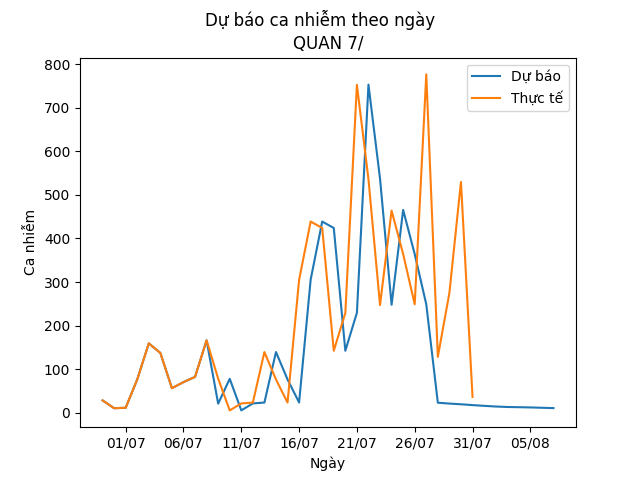 Dự báo ca nhiễm theo ngày
QUAN 7/
Dự báo
Thực tế
Ca nhiễm
800
700
600
500
400
300
200
100
0
01/07 06/07 11/07 16/07 21/07 26/07 31/07 05/08
Ngày